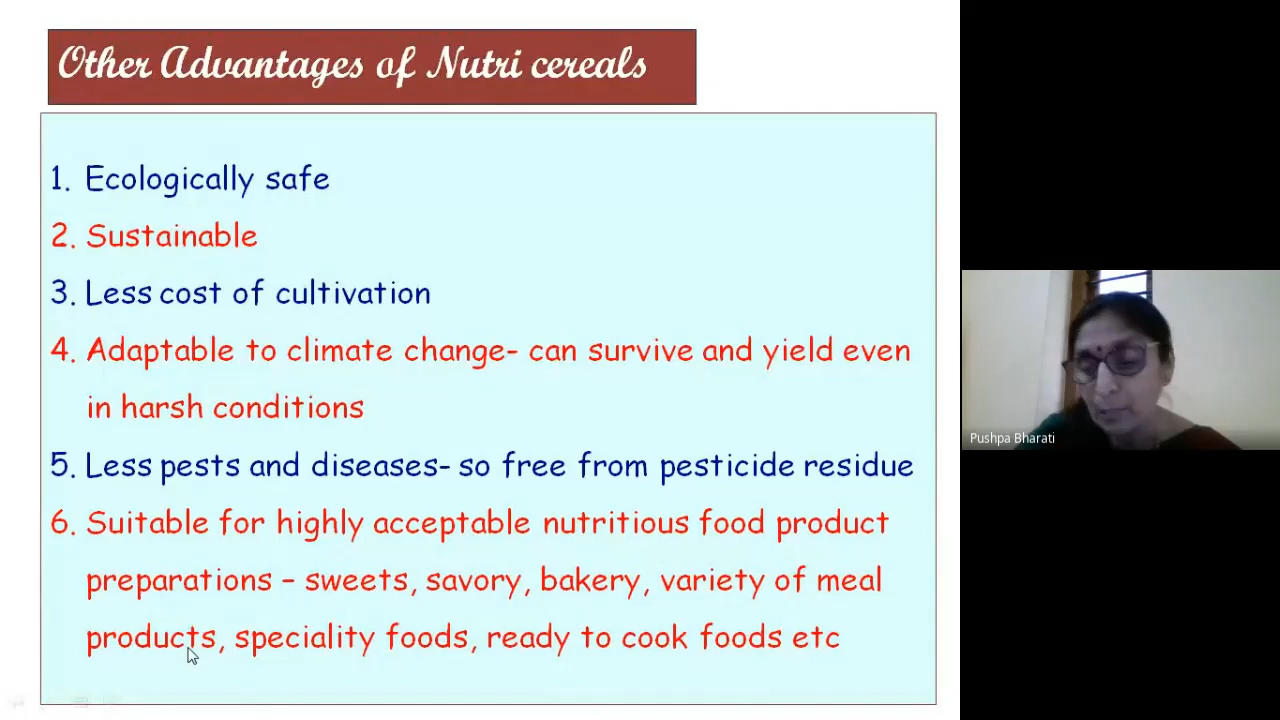 Other Advantages of Nutri cereals
1. Ecologically safe
2. Sustainable
3. Less cost of cultivation
4. Adaptable to climate change- can survive and yield even
in harsh conditions
5. Less pests and diseases- so free from pesticide residue
6. Suitable for highly acceptable nutritious food product
preparations – sweets, savory, bakery, variety of meal
products, speciality foods, ready to cook foods etc
Pushpa Bharati